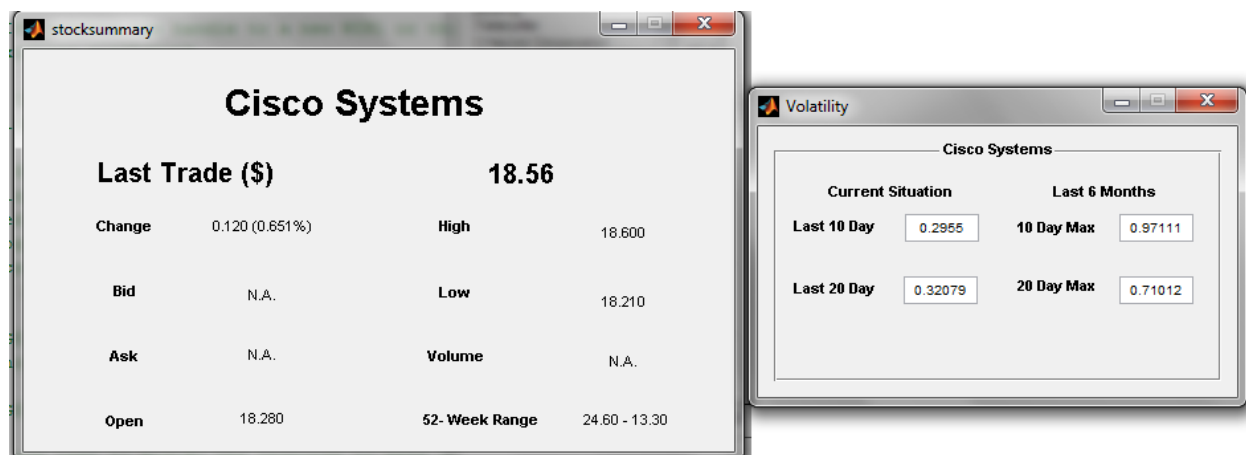 stocksummary
Cisco Systems
Last Trade ($) 18.56
Change 0.120 (0.651%) High 18.600
Bid N.A. Low 18.210
Ask N.A. Volume N.A.
Open 18.280 52- Week Range 24.60 - 13.30
Volatility
Cisco Systems
Current Situation Last 6 Months
Last 10 Day 0.2955 10 Day Max 0.97111
Last 20 Day 0.32079 20 Day Max 0.71012